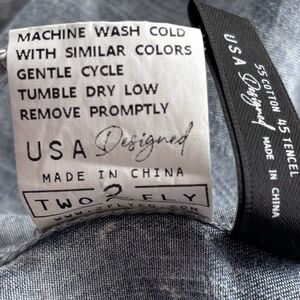 MACHINE WASH COLD
WITH SIMILAR COLORS
GENTLE CYCLE
TUMBLE DRY LOW
REMOVE PROMPTLY
USA Designed
MADE IN CHINA
TWO 2 FLY
55 COTTON 45 TENCEL
USA Designed
MADE IN CHINA